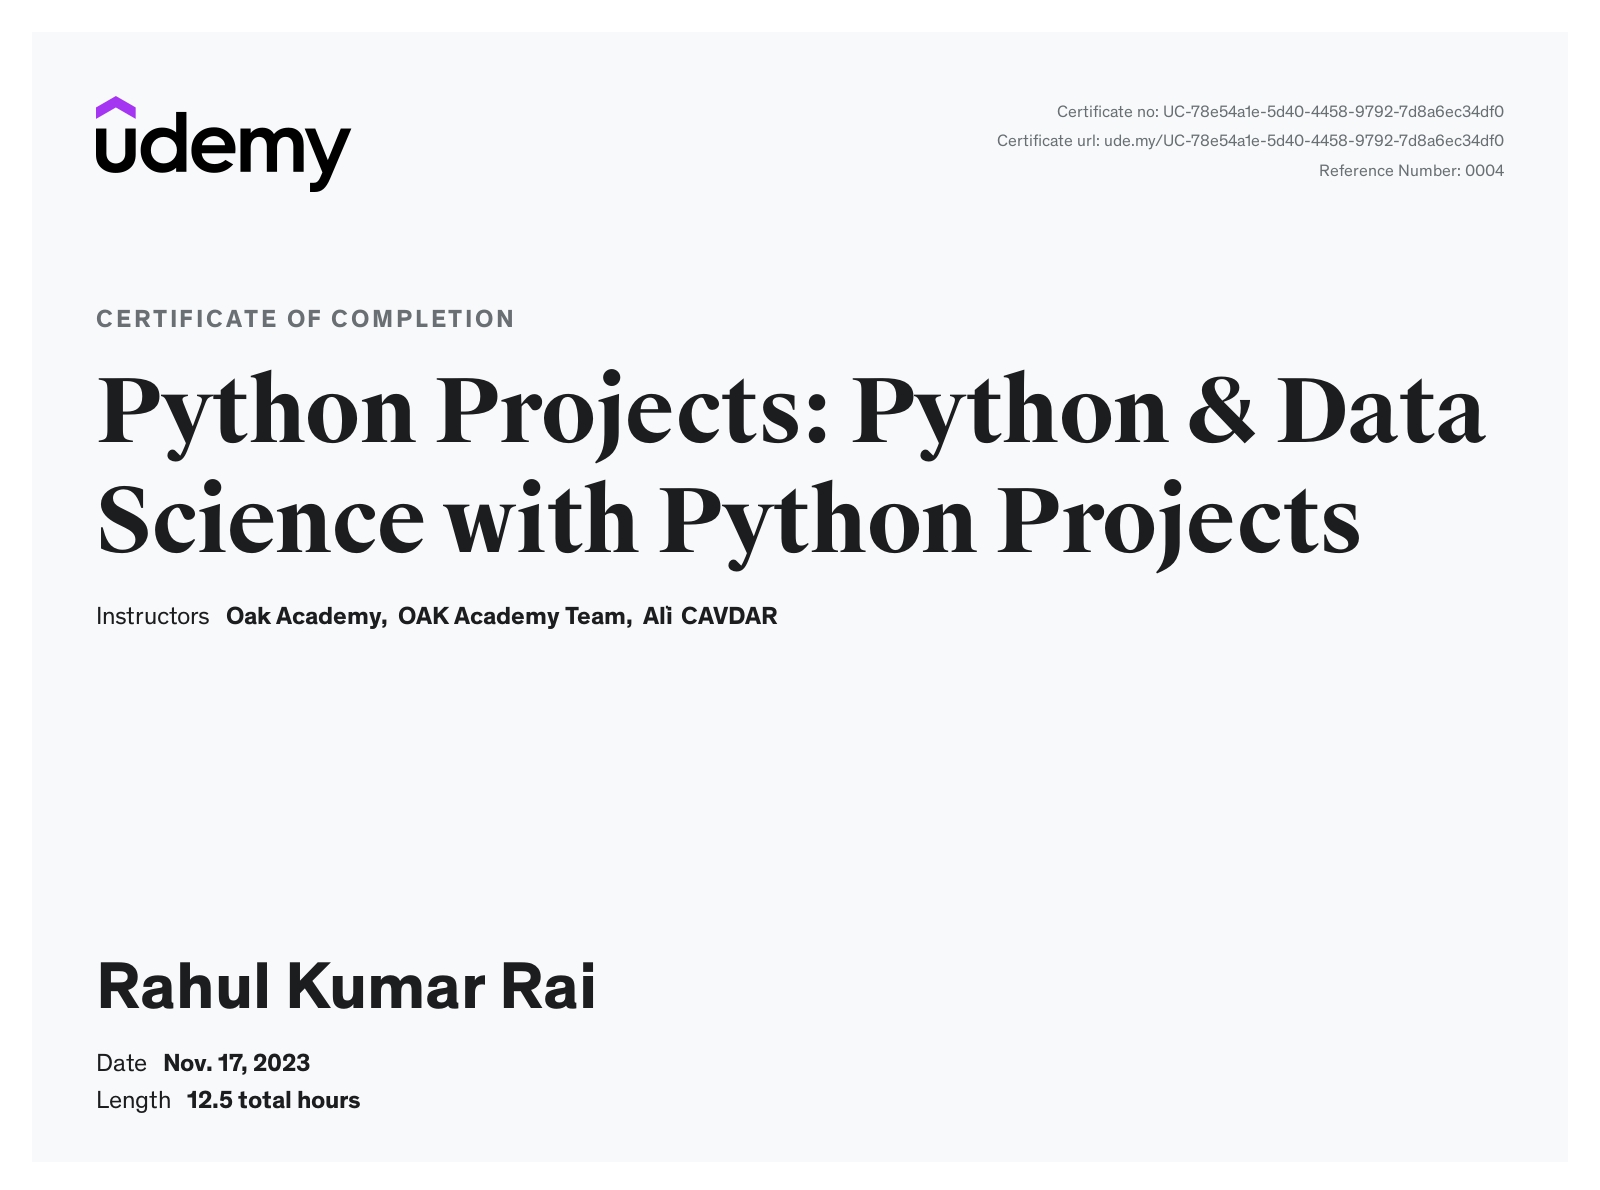 udemy
Certificate no: UC-78e54a1e-5d40-4458-9792-7d8a6ec34df0
Certificate url: ude.my/UC-78e54a1e-5d40-4458-9792-7d8a6ec34df0
Reference Number: 0004
CERTIFICATE OF COMPLETION
Python Projects: Python & Data
Science with Python Projects
Instructors Oak Academy, OAK Academy Team, Alì CAVDAR
Rahul Kumar Rai
Date Nov. 17, 2023
Length 12.5 total hours